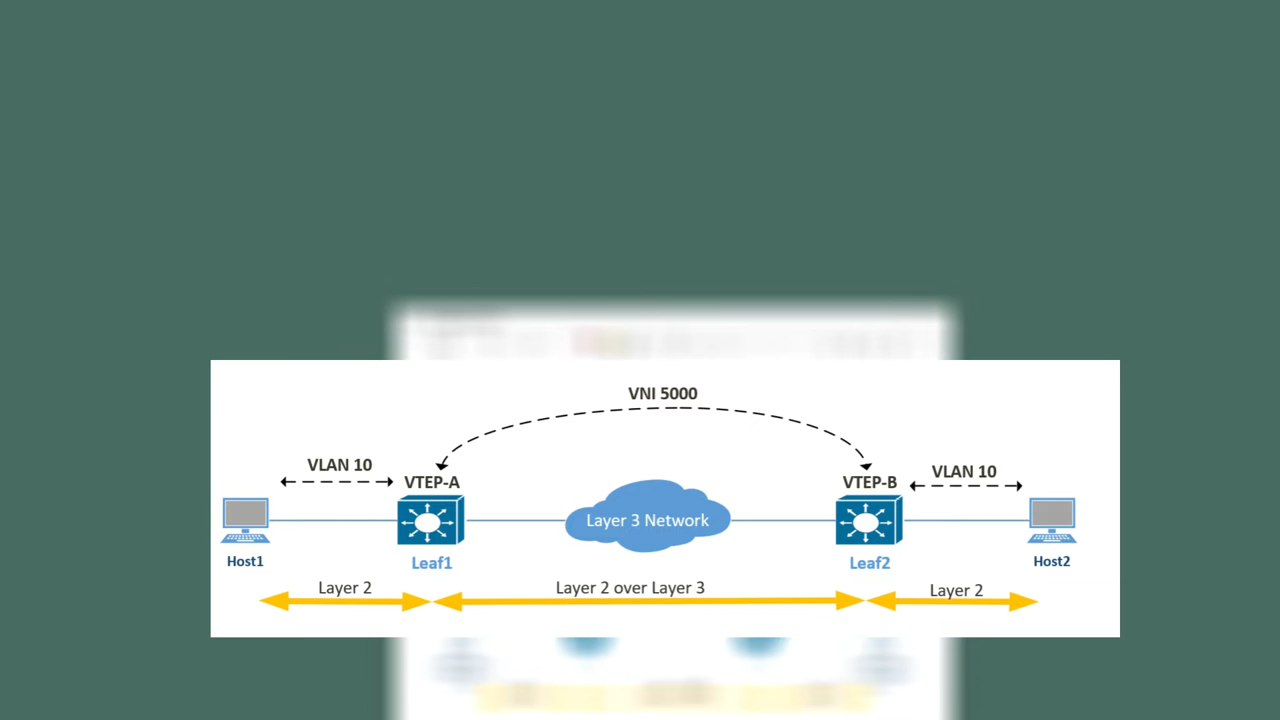 VNI 5000
VLAN 10
VTEP-A
VTEP-B
VLAN 10
Layer 3 Network
Host1
Leaf1
Leaf2
Host2
Layer 2
Layer 2 over Layer 3
Layer 2